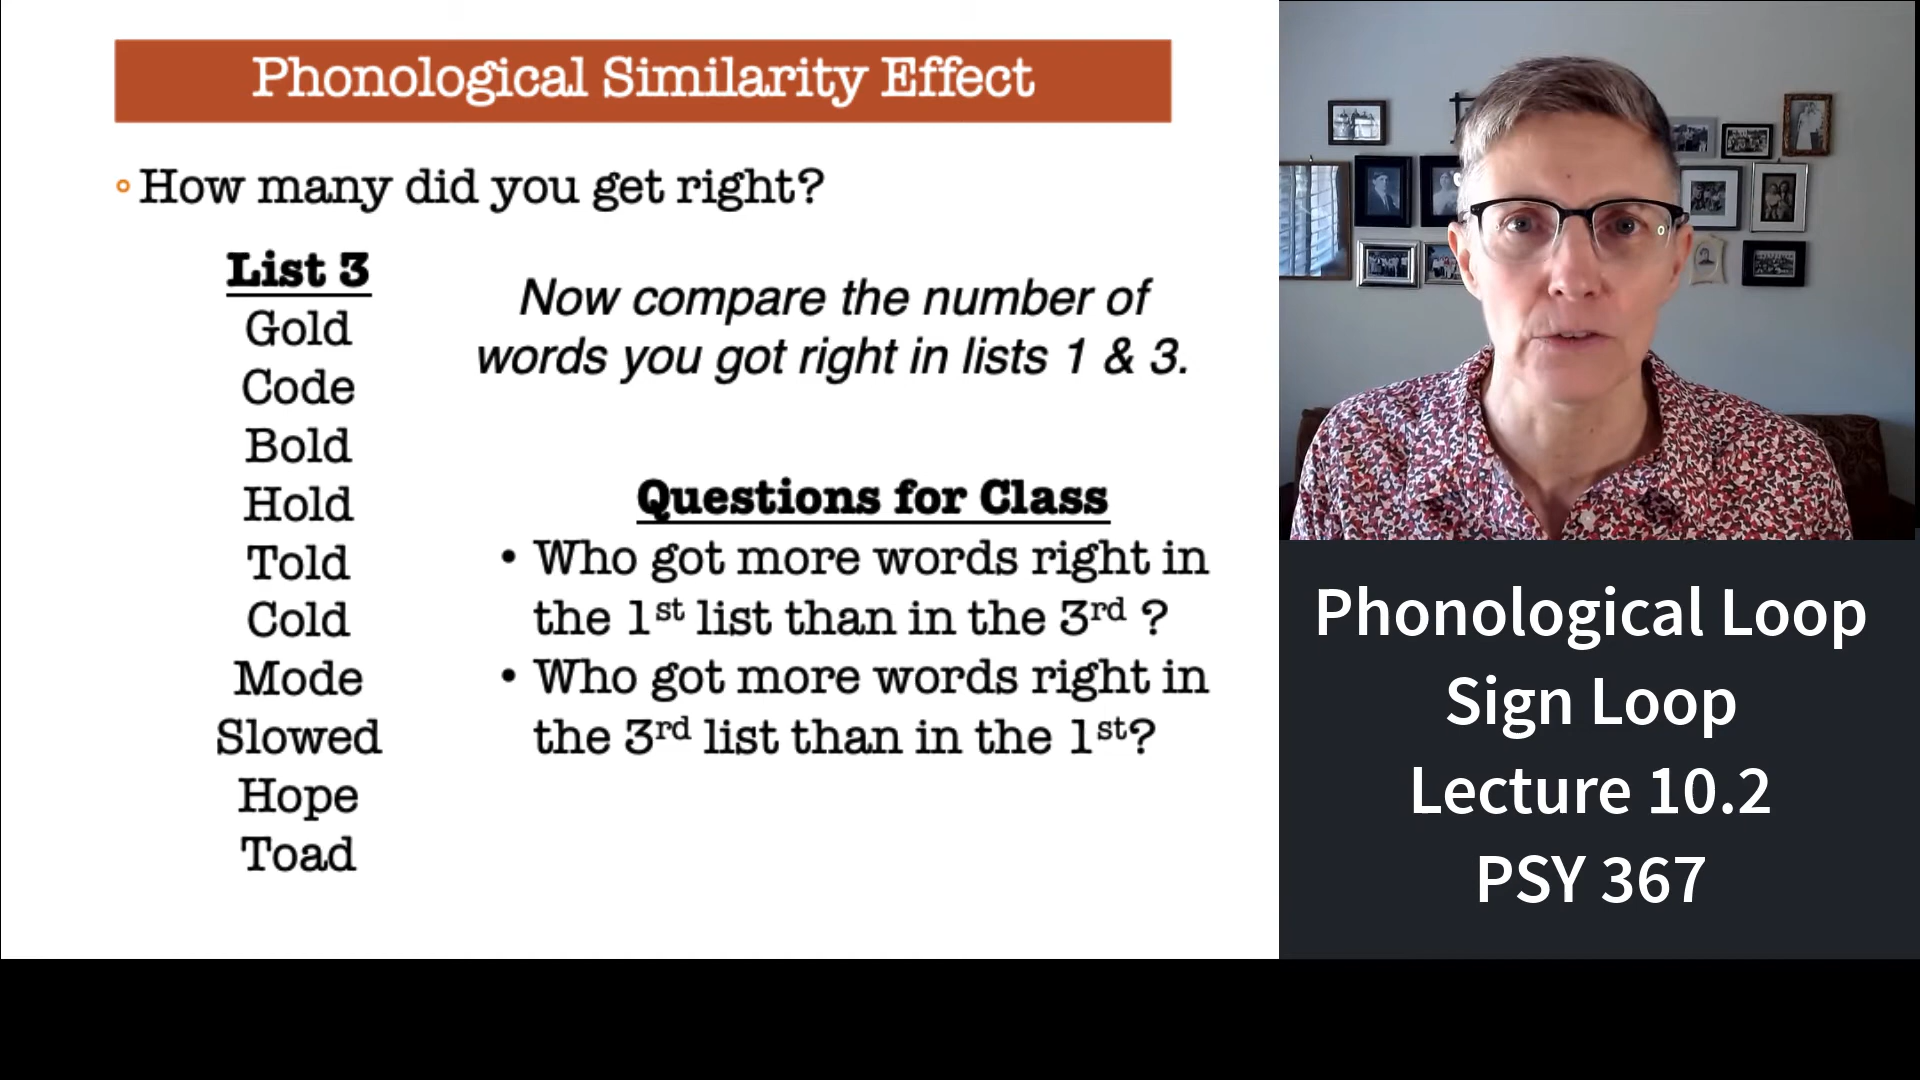 Phonological Similarity Effect
How many did you get right?
List 3
Gold
Code
Bold
Hold
Told
Cold
Mode
Slowed
Hope
Toad
Now compare the number of
words you got right in lists 1 & 3.
Questions for Class
• Who got more words right in
the 1st list than in the 3rd ?
• Who got more words right in
the 3rd list than in the 1st?
Phonological Loop
Sign Loop
Lecture 10.2
PSY 367